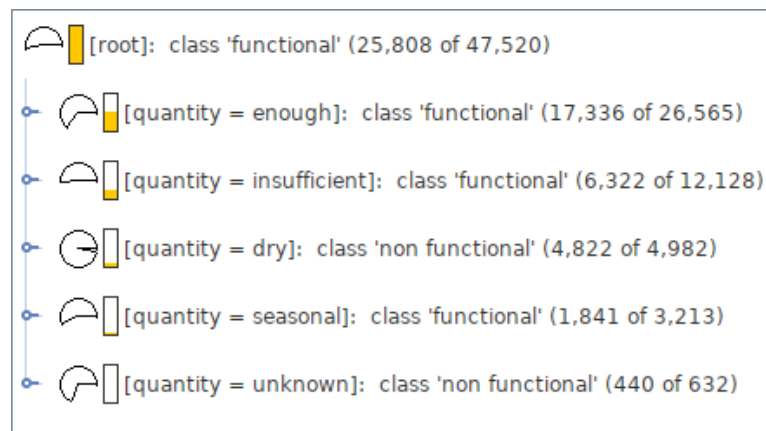 [root]: class 'functional' (25,808 of 47,520)
[quantity = enough]: class 'functional' (17,336 of 26,565)
[quantity = insufficient]: class 'functional' (6,322 of 12,128)
[quantity = dry]: class 'non functional' (4,822 of 4,982)
[quantity = seasonal]: class 'functional' (1,841 of 3,213)
[quantity = unknown]: class 'non functional' (440 of 632)